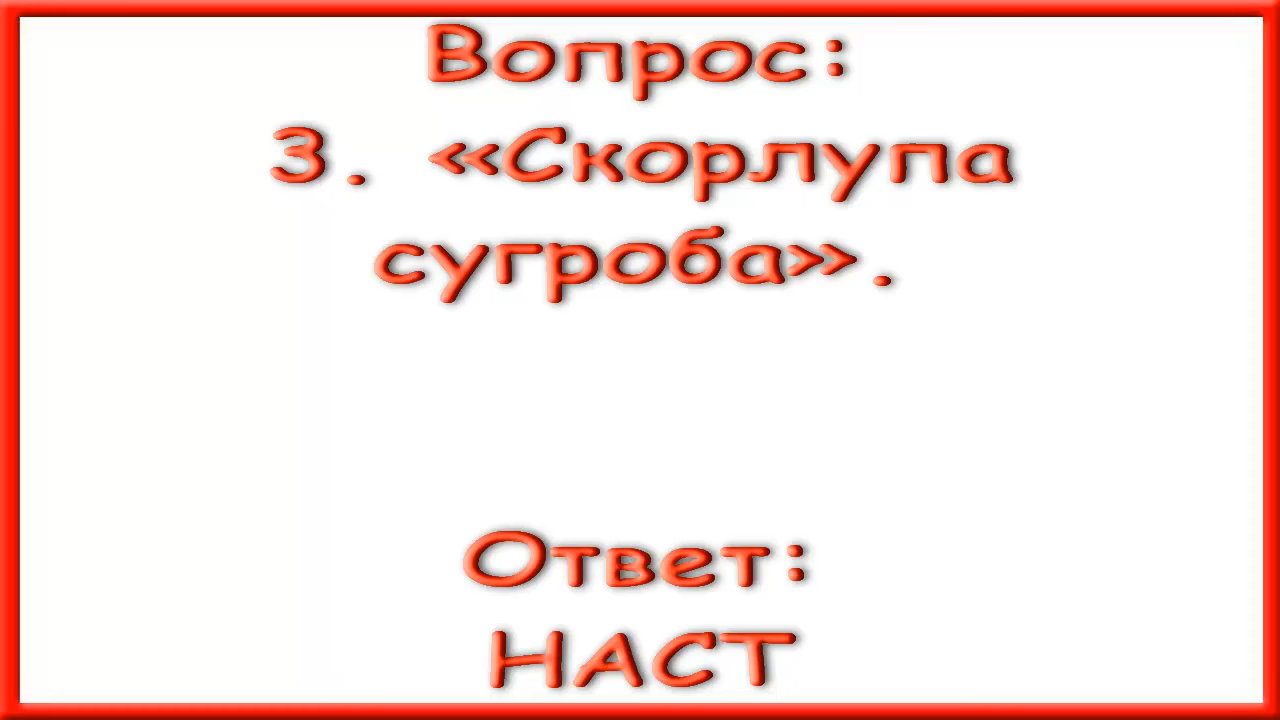 Вопрос:
3. «Скорлупа
сугроба».
Ответ:
НАСТ